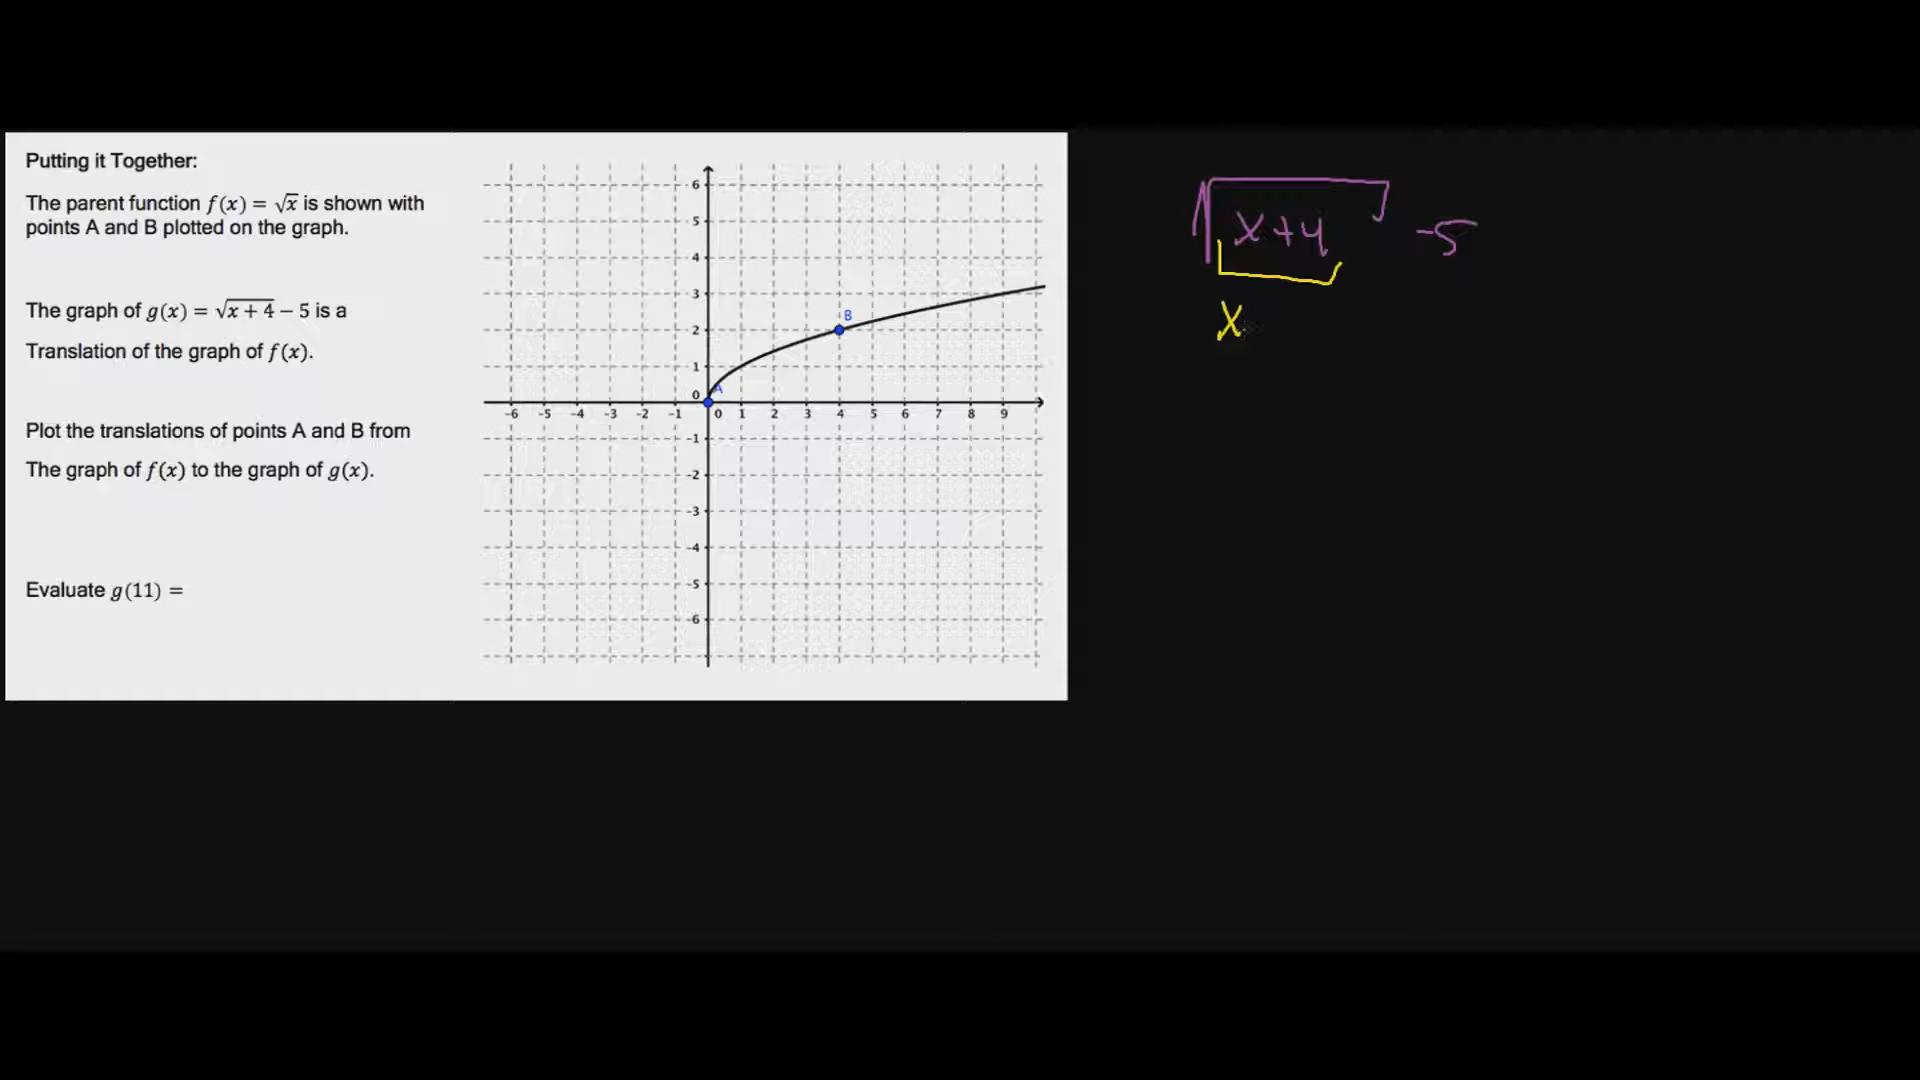 Putting it Together:
The parent function f(x) = √x is shown with
points A and B plotted on the graph.
The graph of g(x) = √x + 4 − 5 is a
Translation of the graph of f(x).
Plot the translations of points A and B from
The graph of f(x) to the graph of g(x).
Evaluate g(11) =
6
5
4
3
B
2
1
0
A
-6 -5 -4 -3 -2 -1 0 1 2 3 4 5 6 7 8 9
-1
-2
-3
-4
-5
-6
√x+4 -5
x